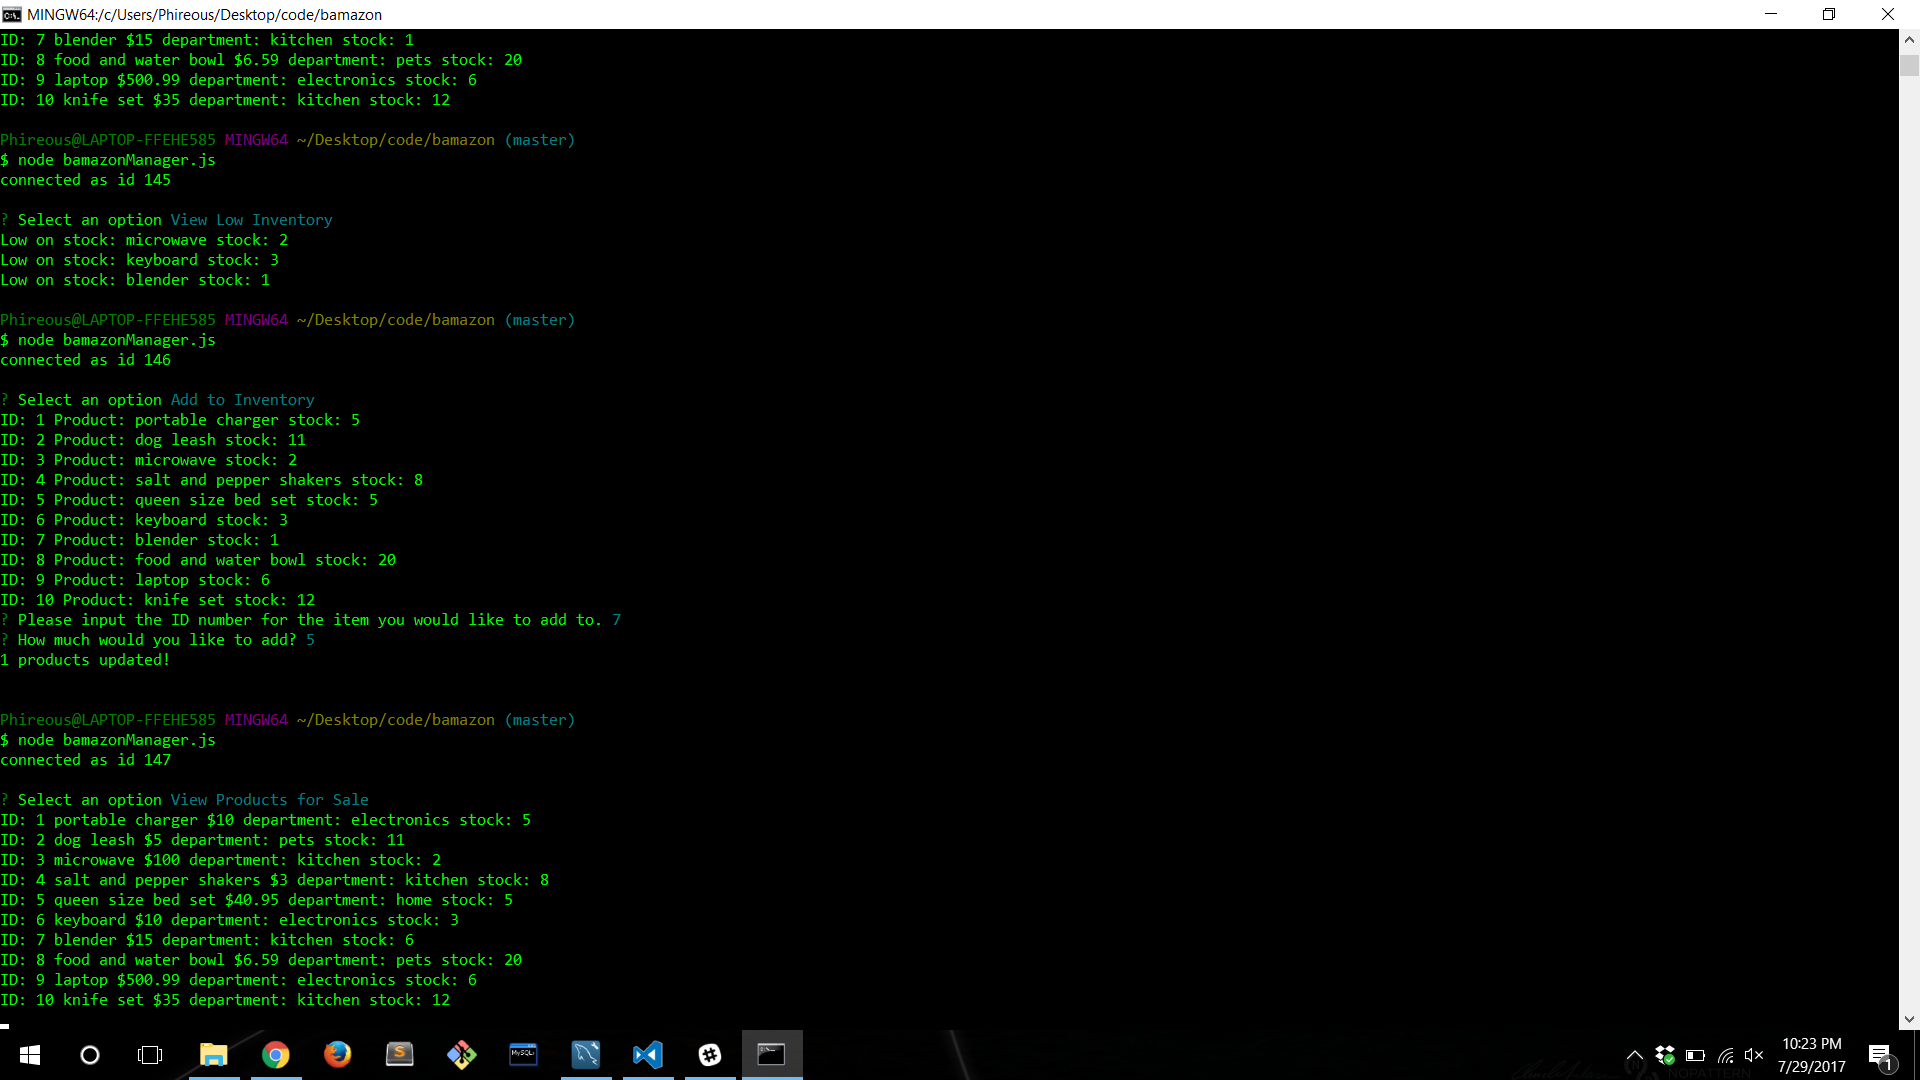 MINGW64:/c/Users/Phireous/Desktop/code/bamazon
ID: 7 blender $15 department: kitchen stock: 1
ID: 8 food and water bowl $6.59 department: pets stock: 20
ID: 9 laptop $500.99 department: electronics stock: 6
ID: 10 knife set $35 department: kitchen stock: 12
Phireous@LAPTOP-FFEHE585 MINGW64 ~/Desktop/code/bamazon (master)
$ node bamazonManager.js
connected as id 145
? Select an option View Low Inventory
Low on stock: microwave stock: 2
Low on stock: keyboard stock: 3
Low on stock: blender stock: 1
Phireous@LAPTOP-FFEHE585 MINGW64 ~/Desktop/code/bamazon (master)
$ node bamazonManager.js
connected as id 146
? Select an option Add to Inventory
ID: 1 Product: portable charger stock: 5
ID: 2 Product: dog leash stock: 11
ID: 3 Product: microwave stock: 2
ID: 4 Product: salt and pepper shakers stock: 8
ID: 5 Product: queen size bed set stock: 5
ID: 6 Product: keyboard stock: 3
ID: 7 Product: blender stock: 1
ID: 8 Product: food and water bowl stock: 20
ID: 9 Product: laptop stock: 6
ID: 10 Product: knife set stock: 12
? Please input the ID number for the item you would like to add to. 7
? How much would you like to add? 5
1 products updated!
Phireous@LAPTOP-FFEHE585 MINGW64 ~/Desktop/code/bamazon (master)
$ node bamazonManager.js
connected as id 147
? Select an option View Products for Sale
ID: 1 portable charger $10 department: electronics stock: 5
ID: 2 dog leash $5 department: pets stock: 11
ID: 3 microwave $100 department: kitchen stock: 2
ID: 4 salt and pepper shakers $3 department: kitchen stock: 8
ID: 5 queen size bed set $40.95 department: home stock: 5
ID: 6 keyboard $10 department: electronics stock: 3
ID: 7 blender $15 department: kitchen stock: 6
ID: 8 food and water bowl $6.59 department: pets stock: 20
ID: 9 laptop $500.99 department: electronics stock: 6
ID: 10 knife set $35 department: kitchen stock: 12
MySQL
NOPATTERN
10:23 PM
7/29/2017
1